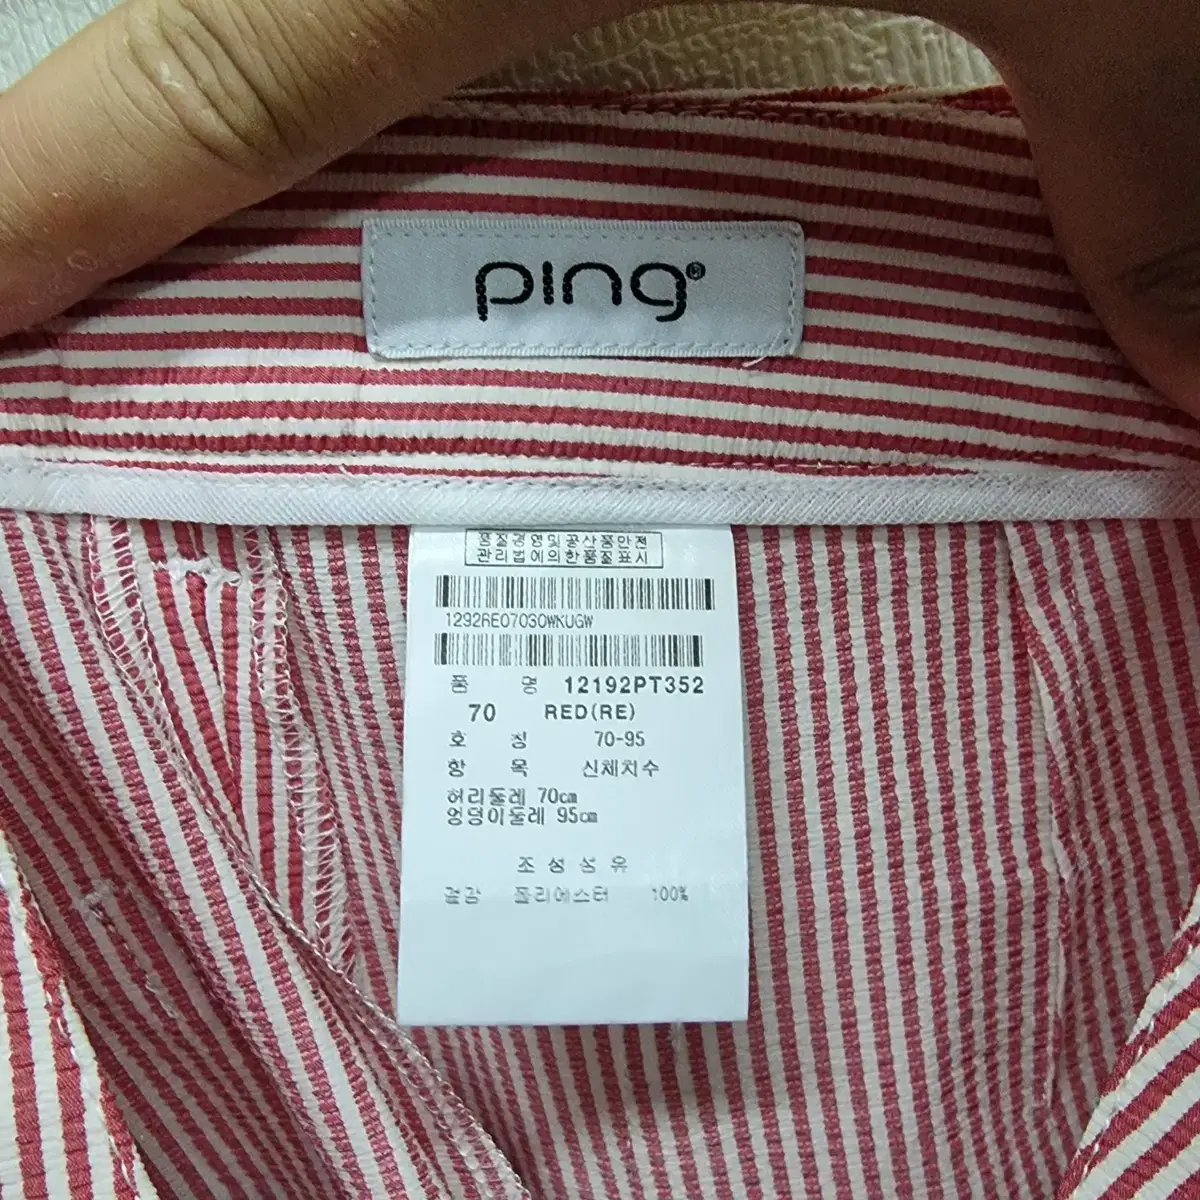 ping®
품질경영및공산품안전
관리법에의한품질표시
1292RE070SOWKUGW
품 명 12192PT352
70 RED(RE)
호 칭 70-95
항 목 신체치수
허리둘레 70cm
엉덩이둘레 95cm
조성섬유
겉감 폴리에스터 100%